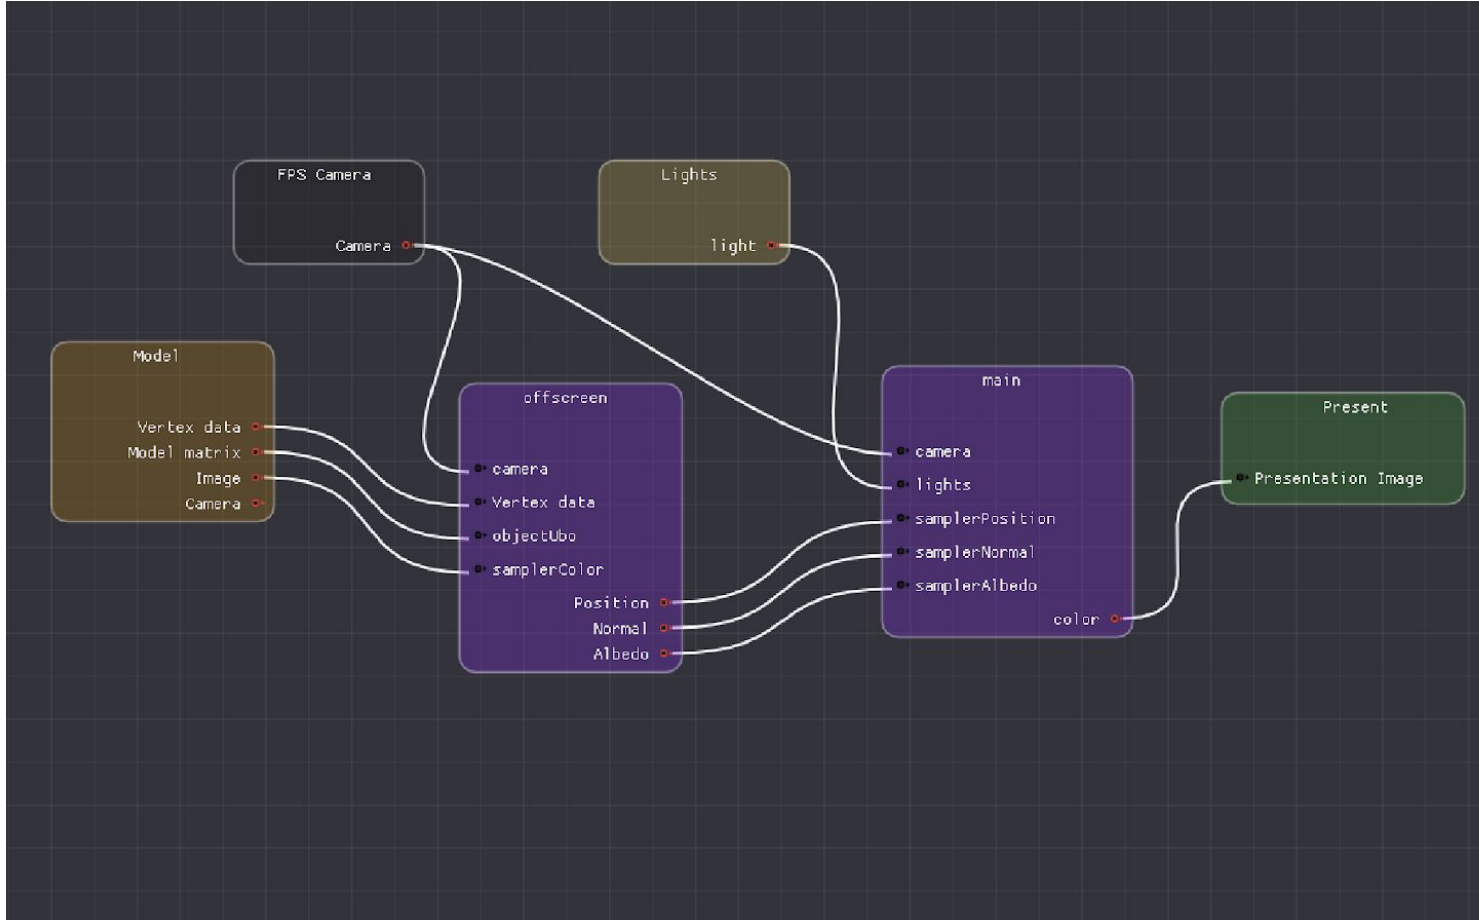 FPS Camera
Camera
Lights
light
Model
Vertex data
Model matrix
Image
Camera
offscreen
camera
Vertex data
objectUbo
samplerColor
Position
Normal
Albedo
main
camera
lights
samplerPosition
samplerNormal
samplerAlbedo
color
Present
Presentation Image